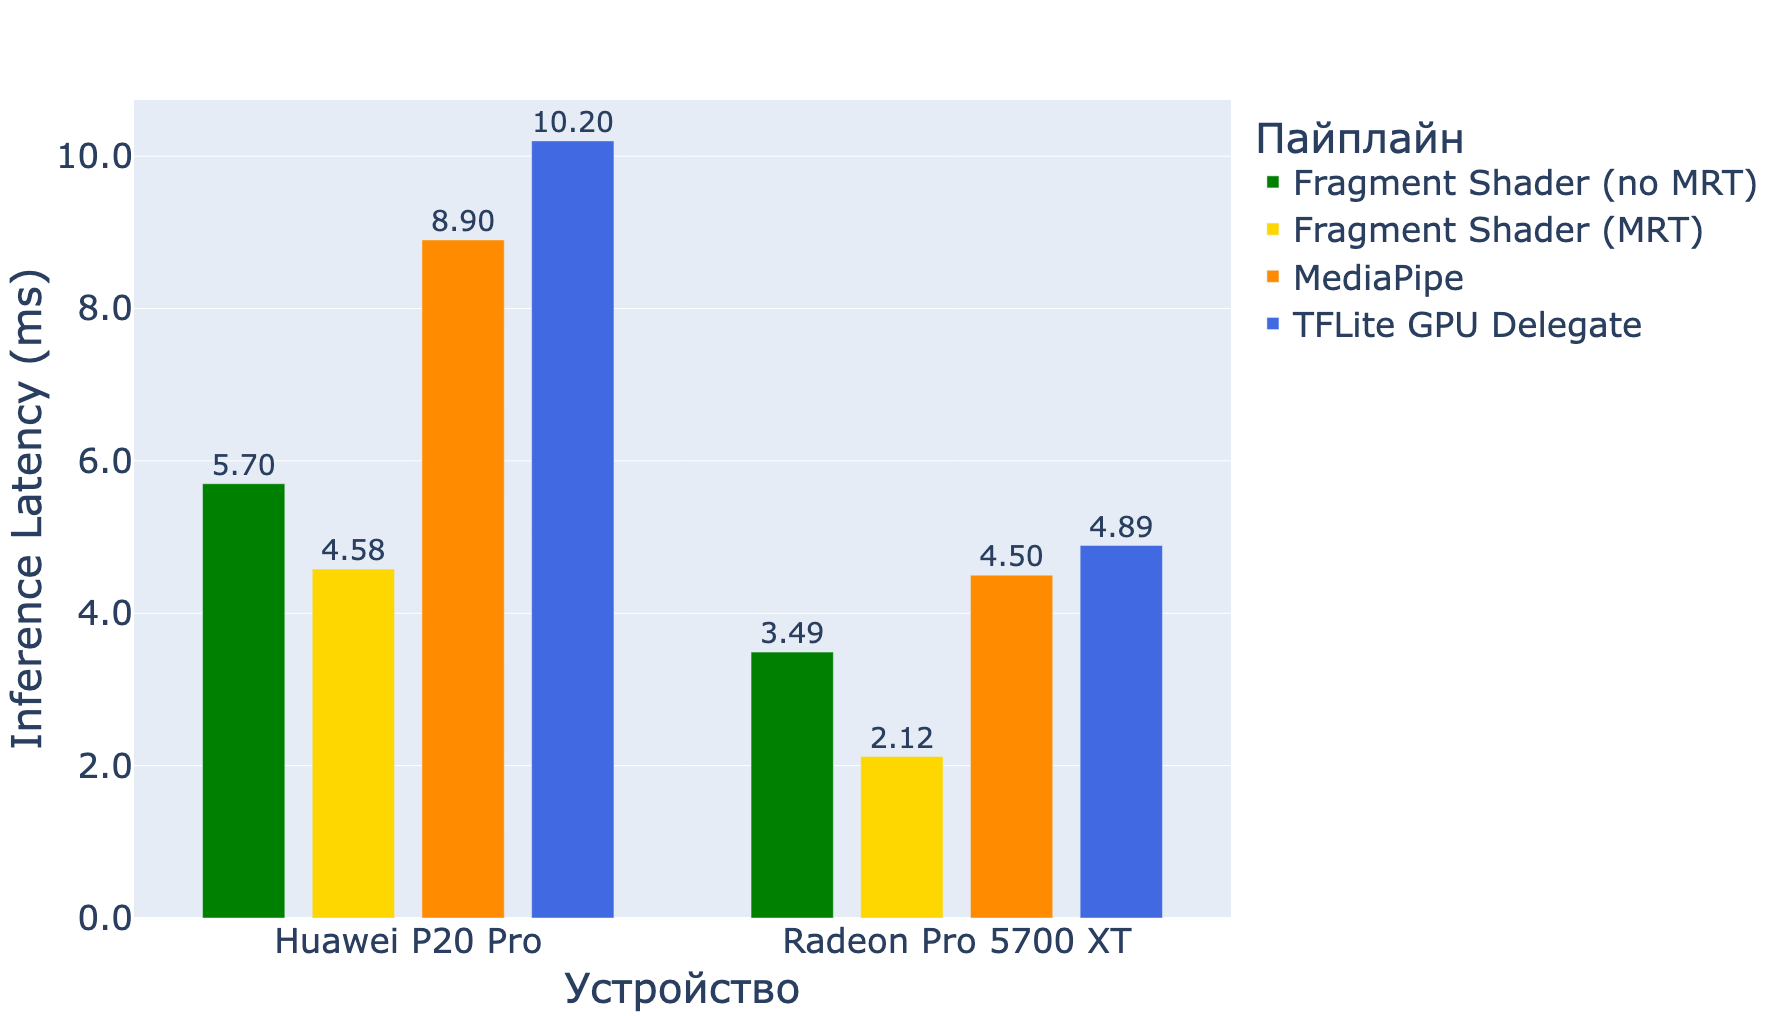 Inference Latency (ms)
10.0
8.0
6.0
4.0
2.0
0.0
5.70
4.58
8.90
10.20
3.49
2.12
4.50
4.89
Huawei P20 Pro
Radeon Pro 5700 XT
Устройство
Пайплайн
Fragment Shader (no MRT)
Fragment Shader (MRT)
MediaPipe
TFLite GPU Delegate